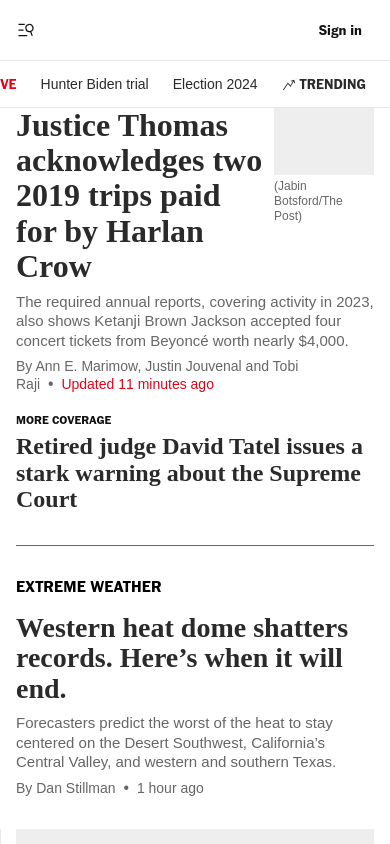 Sign in
VE
Hunter Biden trial
Election 2024
TRENDING
Justice Thomas
acknowledges two
2019 trips paid
for by Harlan
Crow
(Jabin
Botsford/The
Post)
The required annual reports, covering activity in 2023,
also shows Ketanji Brown Jackson accepted four
concert tickets from Beyoncé worth nearly $4,000.
By Ann E. Marimow, Justin Jouvenal and Tobi
Raji • Updated 11 minutes ago
MORE COVERAGE
Retired judge David Tatel issues a
stark warning about the Supreme
Court
EXTREME WEATHER
Western heat dome shatters
records. Here’s when it will
end.
Forecasters predict the worst of the heat to stay
centered on the Desert Southwest, California’s
Central Valley, and western and southern Texas.
By Dan Stillman • 1 hour ago